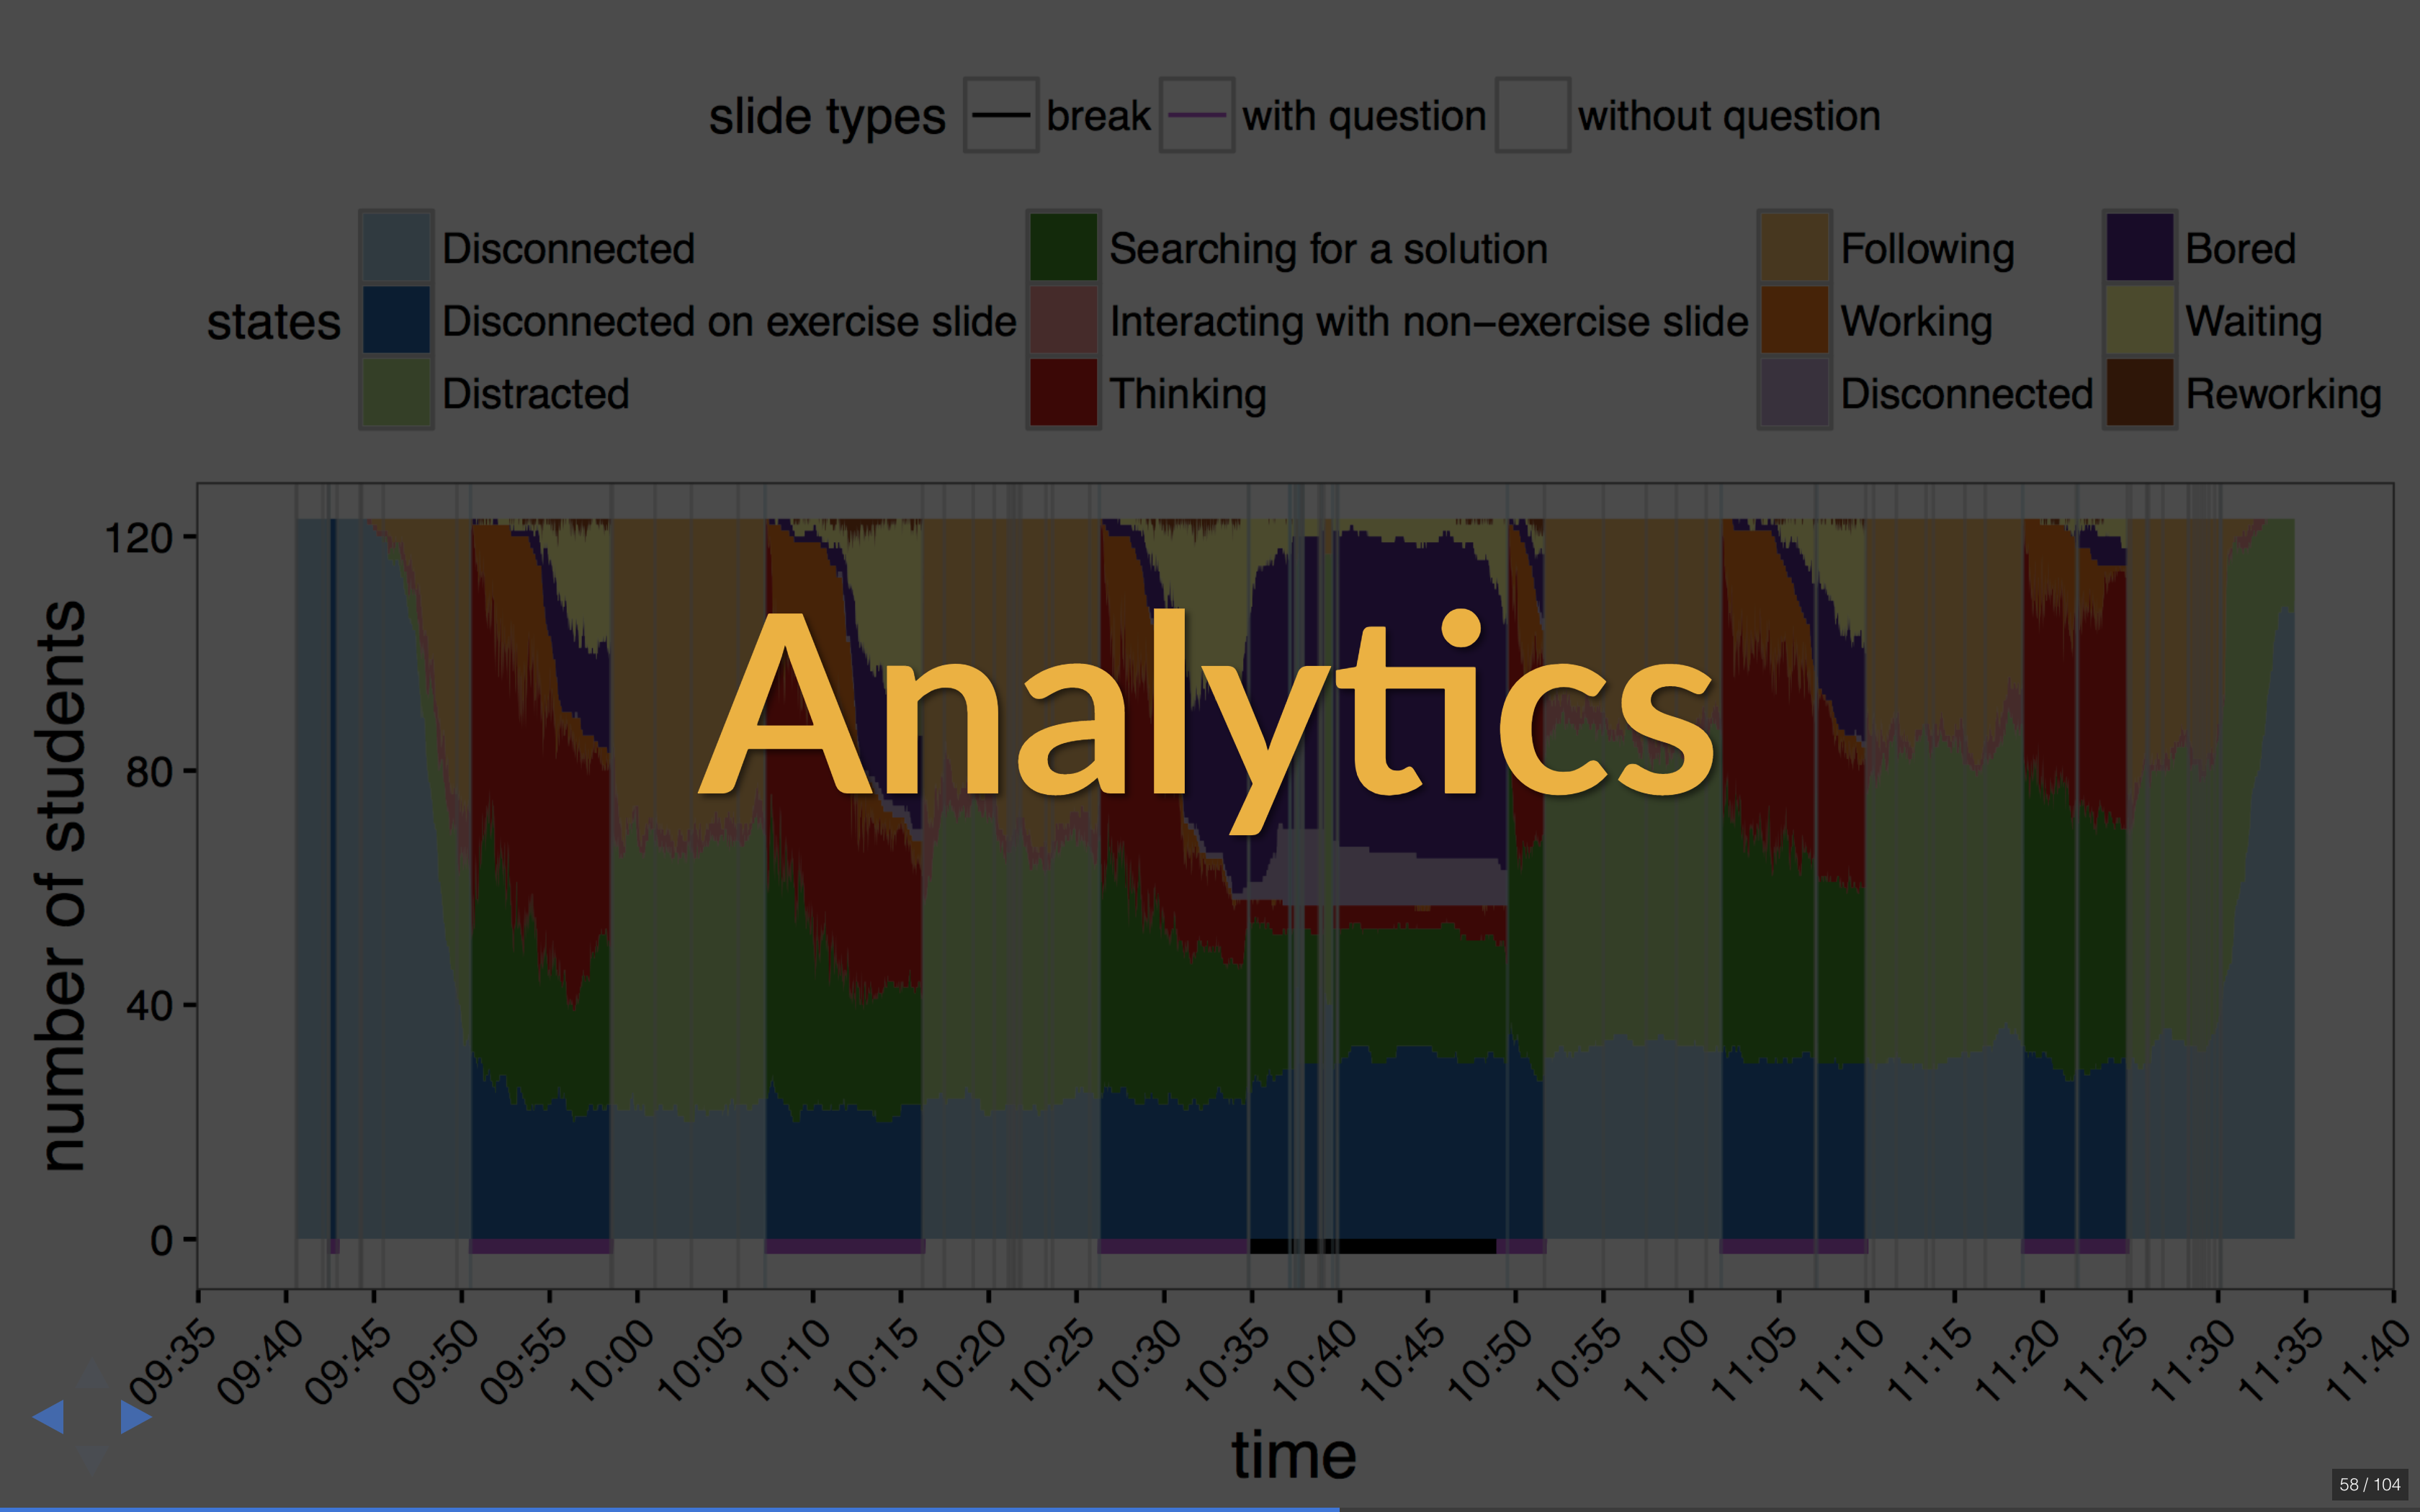 slide types break with question without question
Disconnected Searching for a solution Following Bored
states Disconnected on exercise slide Interacting with non−exercise slide Working Waiting
Distracted Thinking Disconnected Reworking
120
80
40
0
number of students
Analytics
09:35 09:40 09:45 09:50 09:55 10:00 10:05 10:10 10:15 10:20 10:25 10:30 10:35 10:40 10:45 10:50 10:55 11:00 11:05 11:10 11:15 11:20 11:25 11:30 11:35 11:40
time
58 / 104